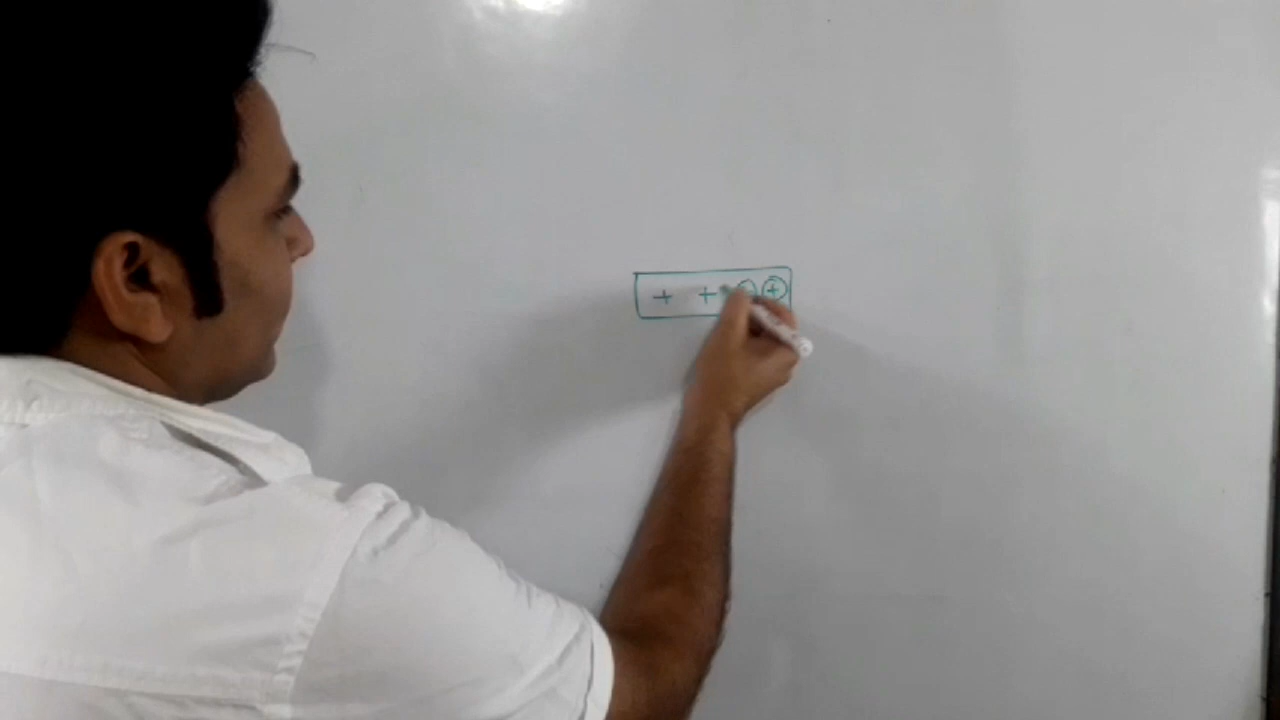 + + ⊕